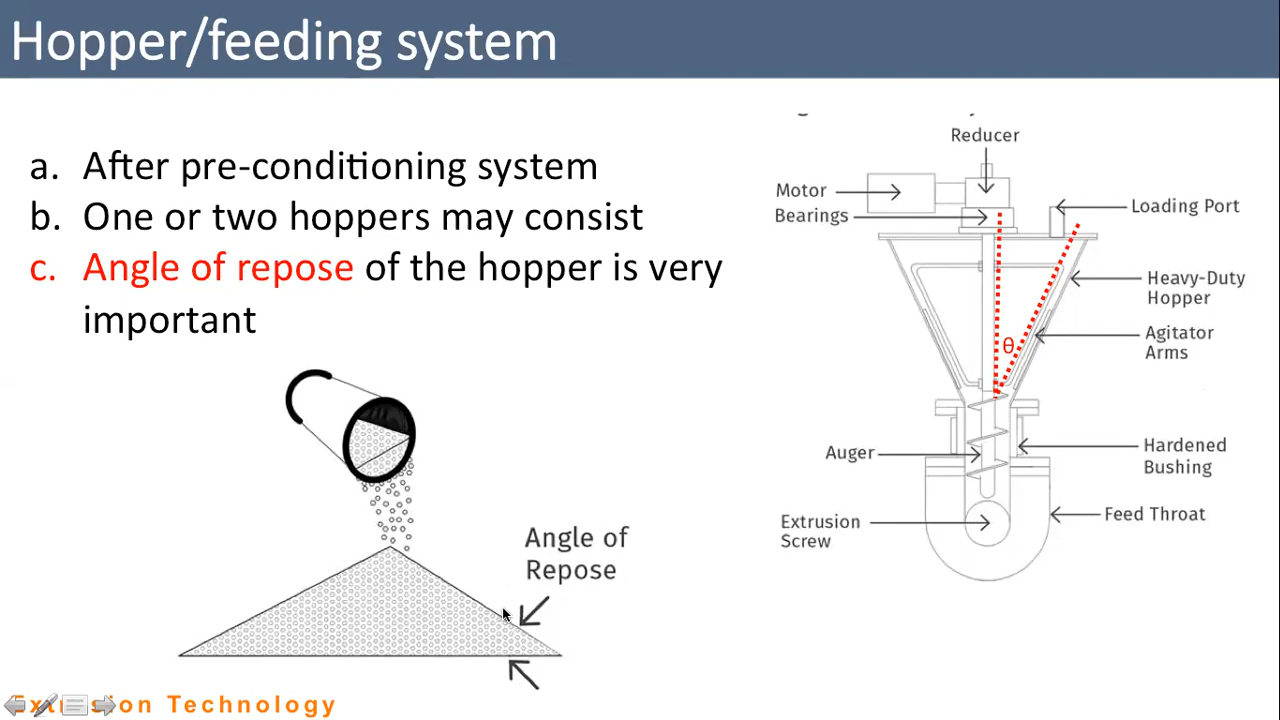 Hopper/feeding system
a. After pre-conditioning system
b. One or two hoppers may consist
c. Angle of repose of the hopper is very
important
Angle of
Repose
Reducer
Motor
Bearings
Loading Port
Heavy-Duty
Hopper
θ
Agitator
Arms
Auger
Hardened
Bushing
Extrusion
Screw
Feed Throat
Extrusion Technology